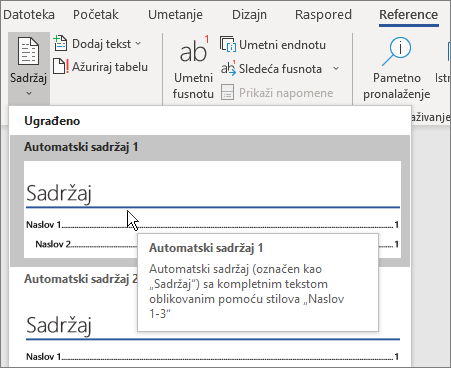 Datoteka Početak Umetanje Dizajn Raspored Reference
Sadržaj
Dodaj tekst
Ažuriraj tabelu
ab1
Umetni fusnotu
Umetni endnotu
ab1 Sledeća fusnota
Prikaži napomene
Pametno pronalaženje
Ugrađeno
Automatski sadržaj 1
Sadržaj
Naslov 1 1
Naslov 2 1
Automatski sadržaj 1
Automatski sadržaj (označen kao
„Sadržaj“) sa kompletnim tekstom
oblikovanim pomoću stilova „Naslov
1-3“
Automatski sadržaj 2
Sadržaj
Naslov 1 1